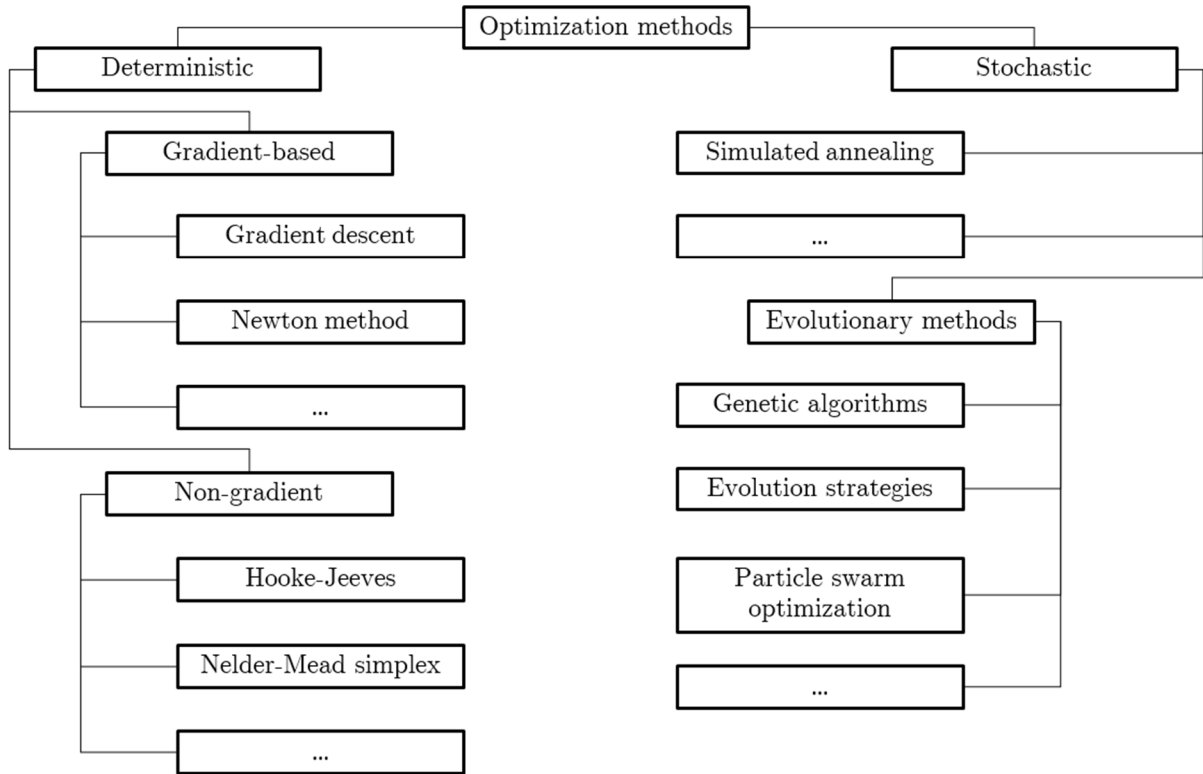 Optimization methods
Deterministic
Stochastic
Gradient-based
Gradient descent
Newton method
...
Non-gradient
Hooke-Jeeves
Nelder-Mead simplex
...
Simulated annealing
...
Evolutionary methods
Genetic algorithms
Evolution strategies
Particle swarm
optimization
...